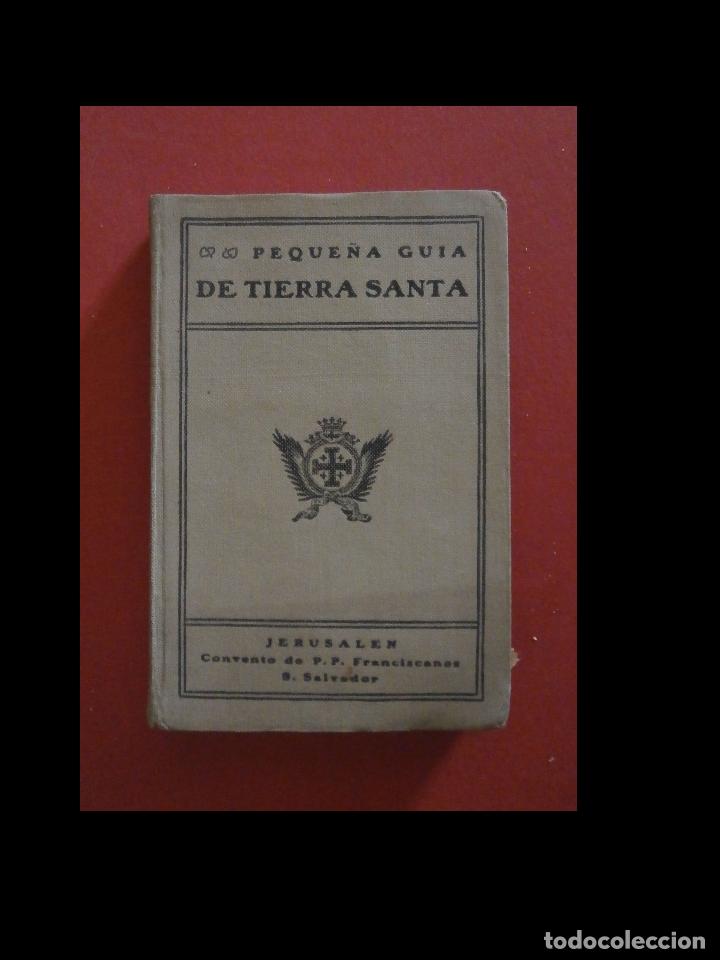 PEQUEÑA GUIA
DE TIERRA SANTA
JERUSALEN
Convento de P.P. Franciscanos
S. Salvador
todocoleccion